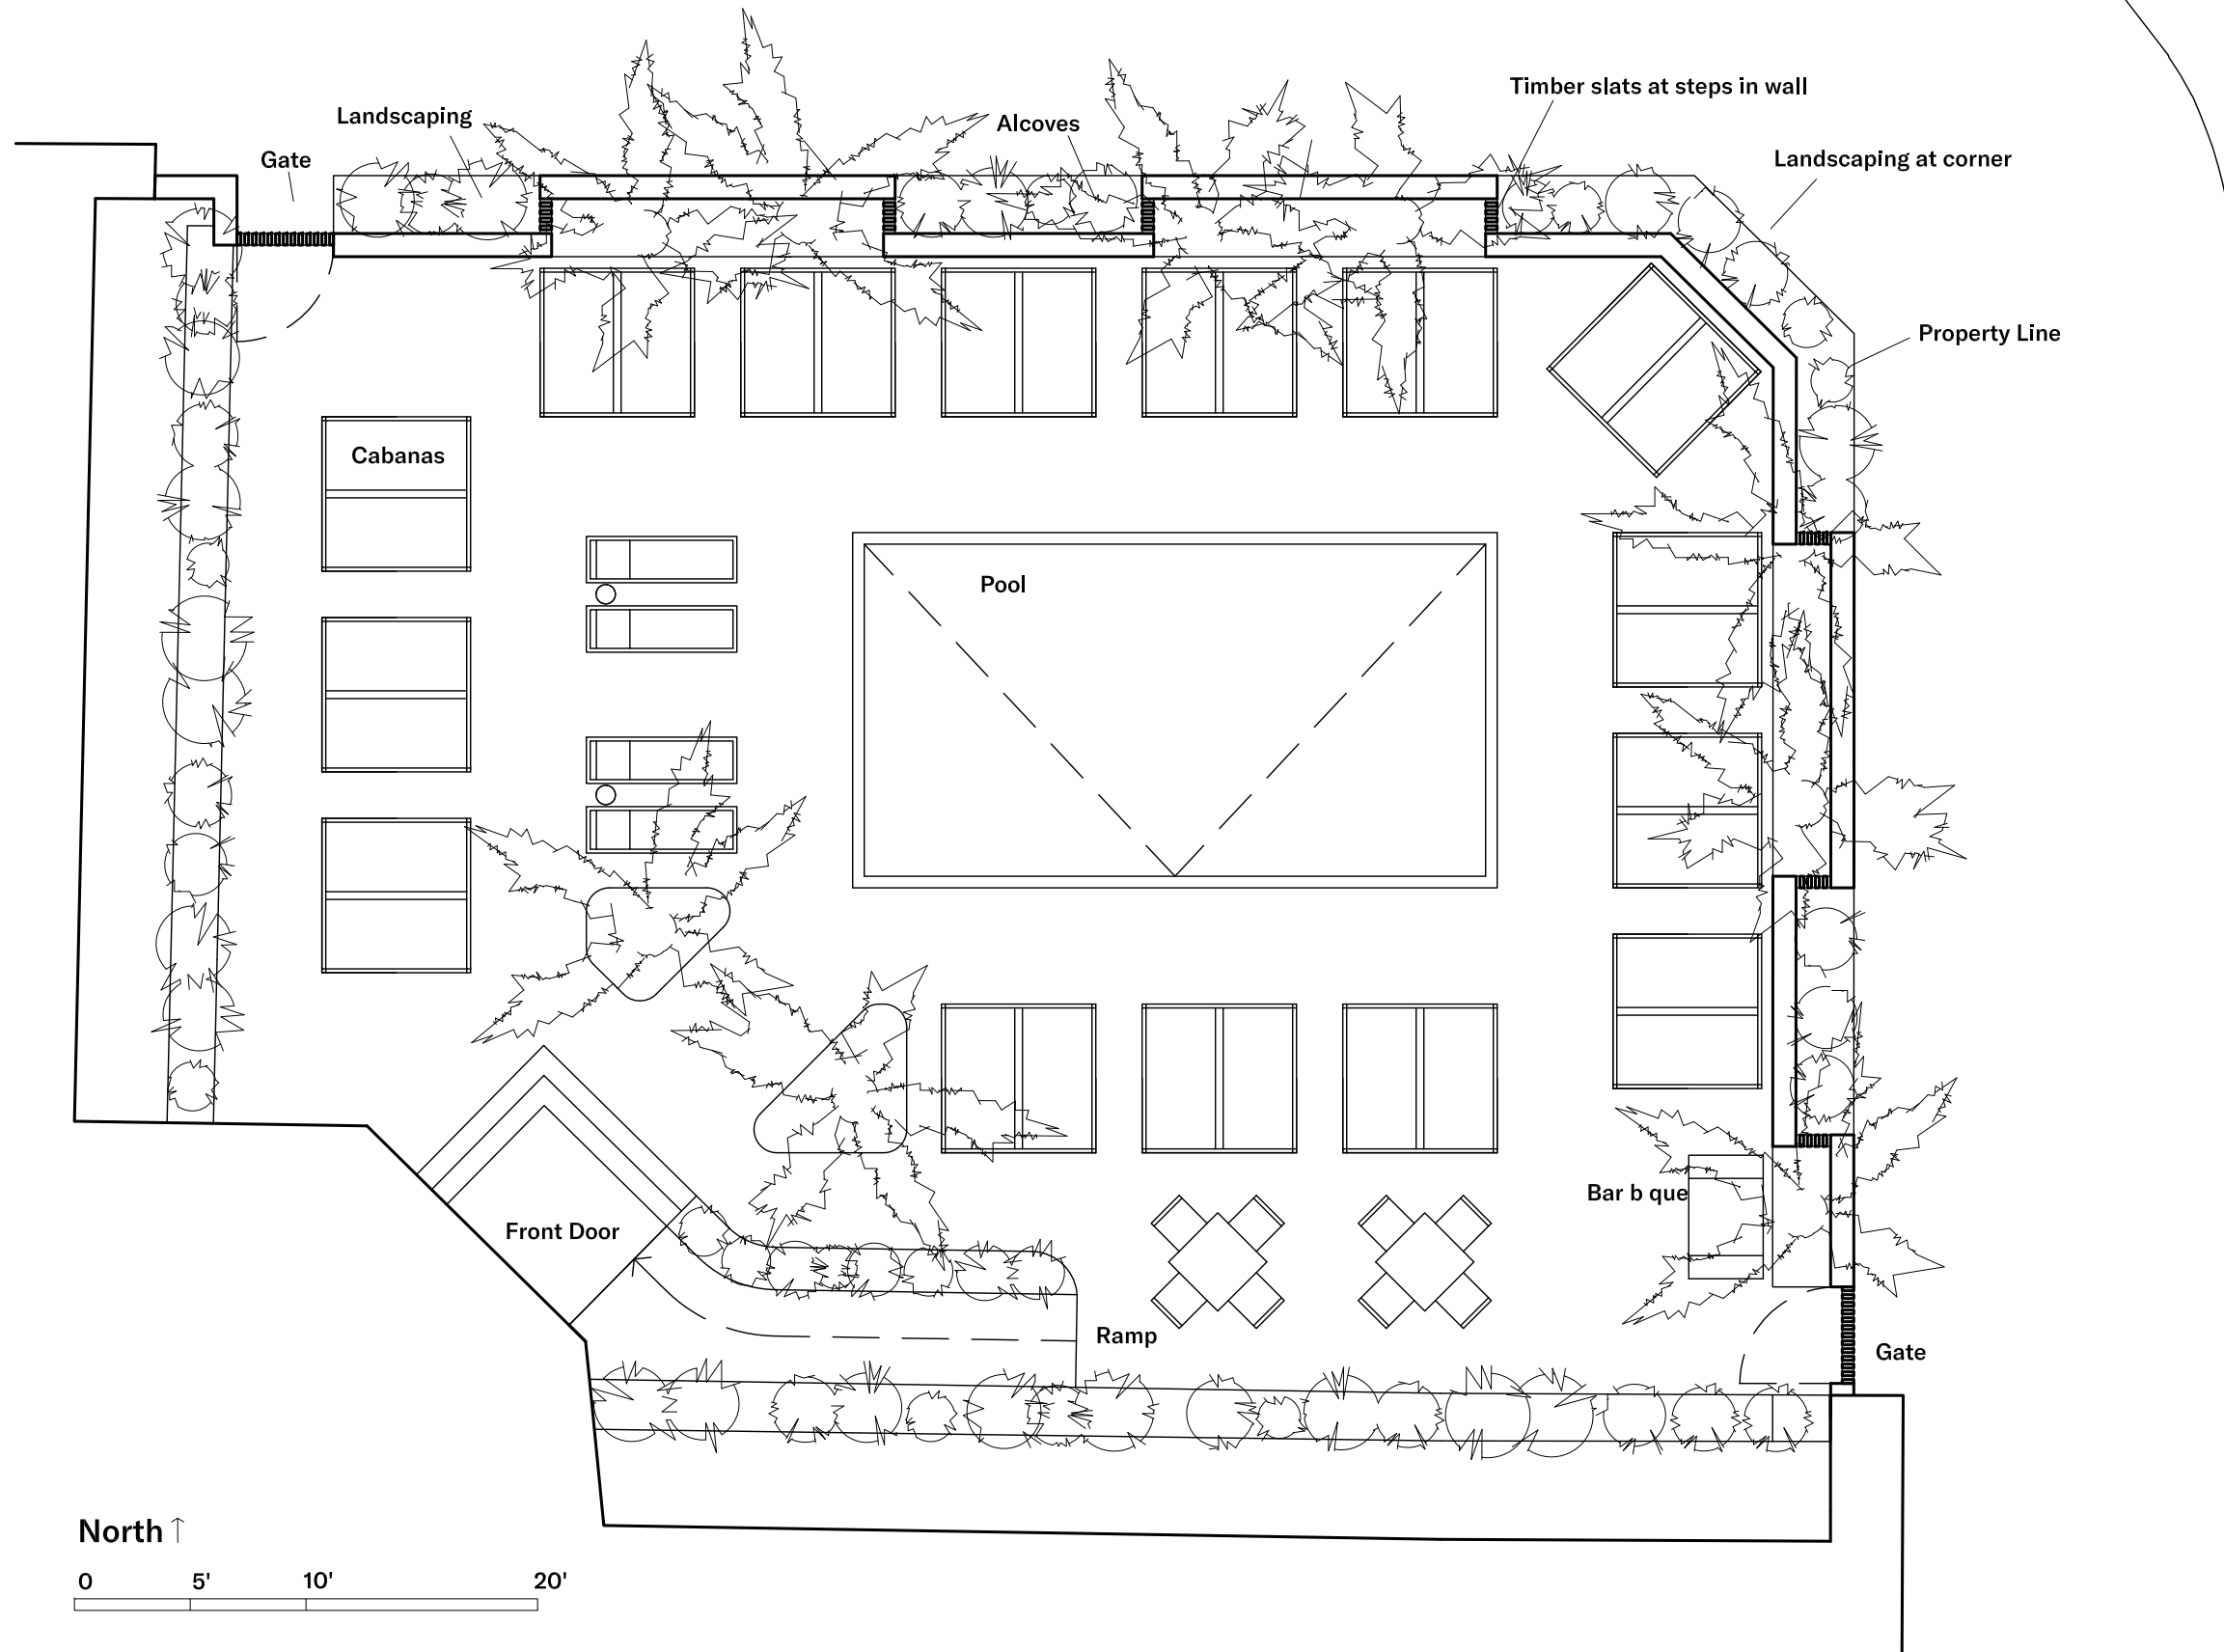 Timber slats at steps in wall
Landscaping
Alcoves
Gate
Landscaping at corner
Property Line
Cabanas
Pool
Bar b que
Front Door
Ramp
Gate
North ↑
0 5' 10' 20'